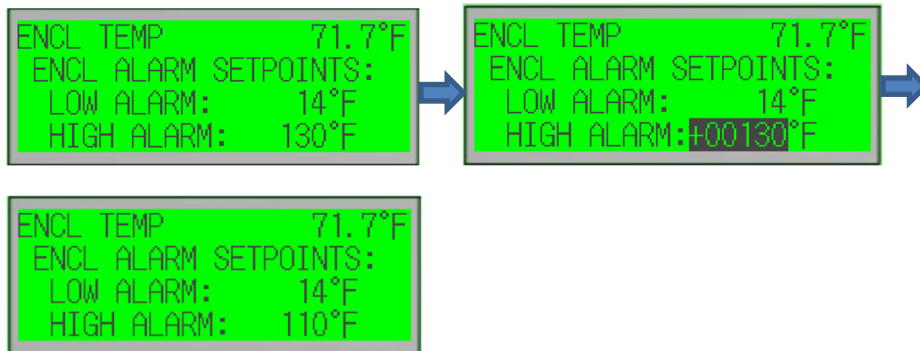 ENCL TEMP 71.7°F
ENCL ALARM SETPOINTS:
LOW ALARM: 14°F
HIGH ALARM: 130°F
ENCL TEMP 71.7°F
ENCL ALARM SETPOINTS:
LOW ALARM: 14°F
HIGH ALARM:+00130°F
ENCL TEMP 71.7°F
ENCL ALARM SETPOINTS:
LOW ALARM: 14°F
HIGH ALARM: 110°F